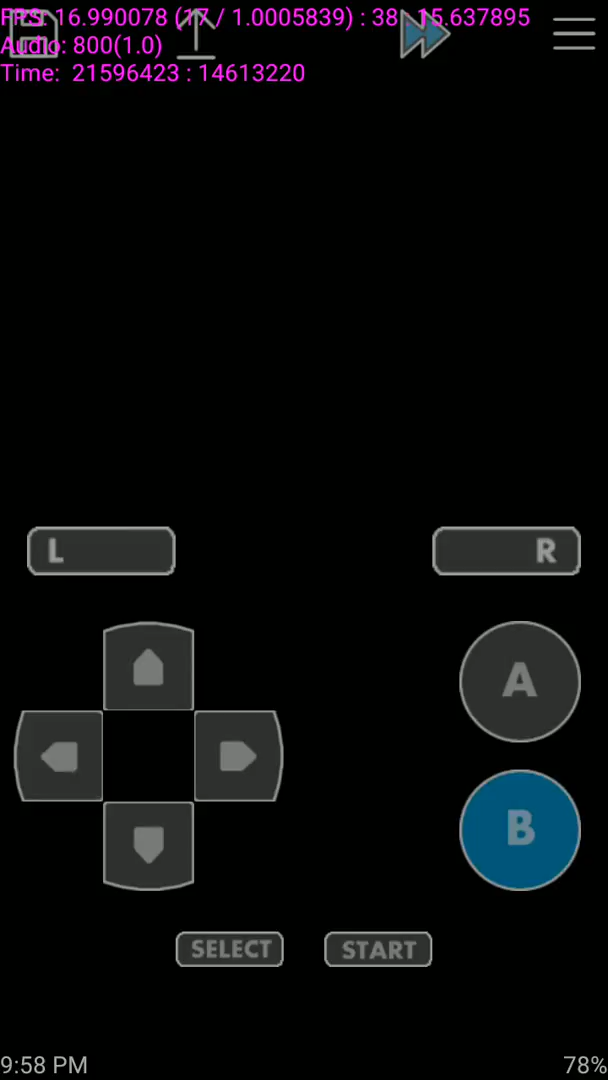 FPS: 16.990078 (17 / 1.0005839) : 38 15.637895
Audio: 800(1.0)
Time: 21596423 : 14613220
L
R
A
B
SELECT
START
9:58 PM
78%